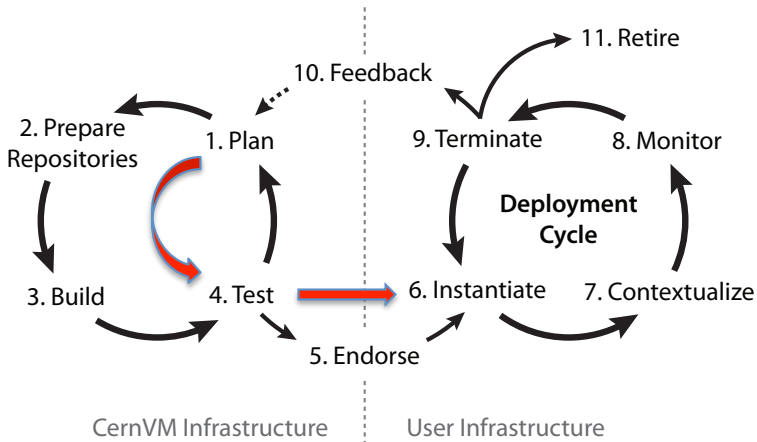 11. Retire
10. Feedback
2. Prepare
Repositories
1. Plan
9. Terminate
8. Monitor
Deployment
Cycle
3. Build
4. Test
6. Instantiate
7. Contextualize
5. Endorse
CernVM Infrastructure
User Infrastructure